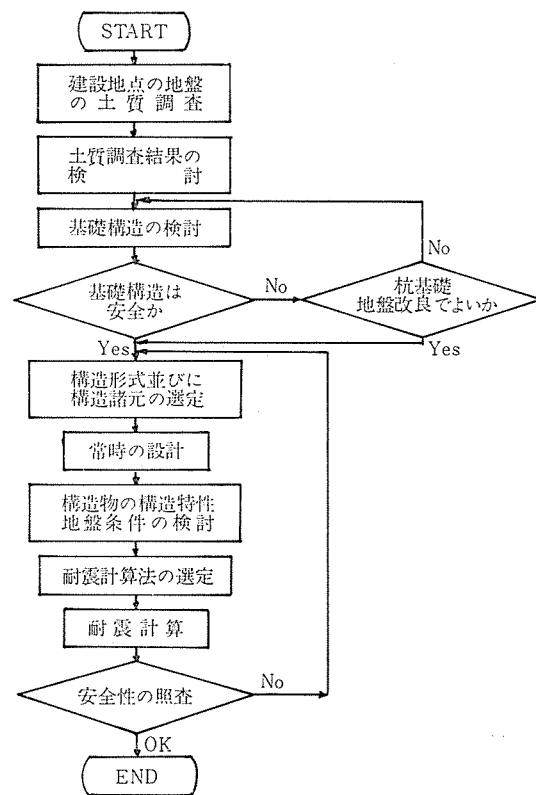 START
建設地点の地盤
の土質調査
土質調査結果の
検討
基礎構造の検討
No
基礎構造は
安全か
No
杭基礎
地盤改良でよいか
Yes
Yes
構造形式並びに
構造諸元の選定
常時の設計
構造物の構造特性
地盤条件の検討
耐震計算法の選定
耐震計算
安全性の照査
No
OK
END